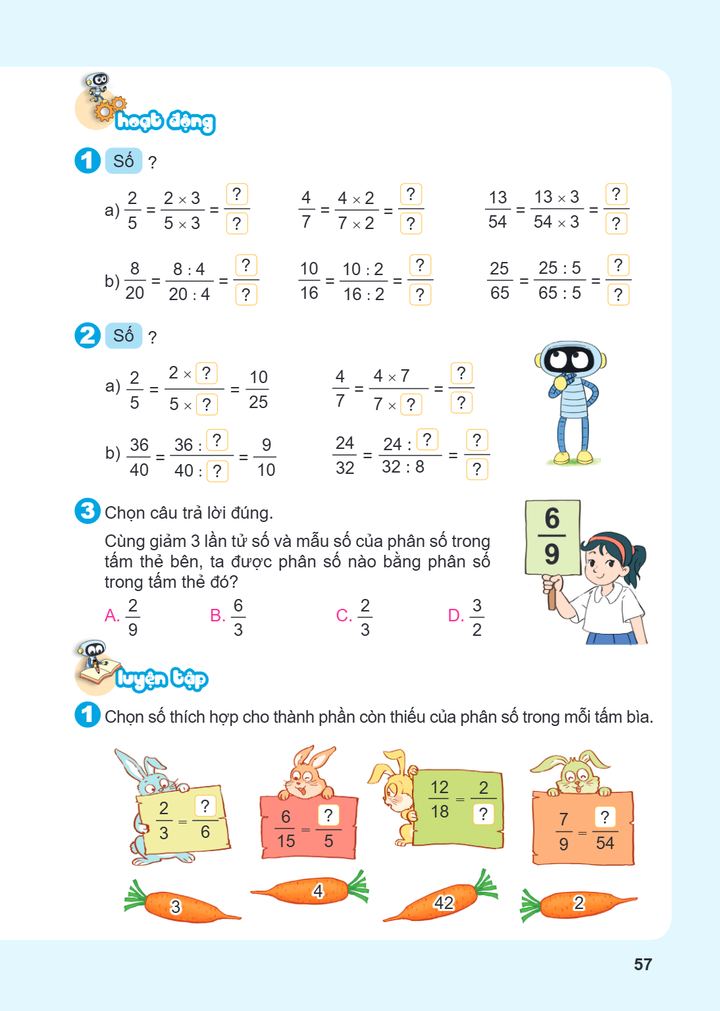 hoạt động
1 Số ?
a) 2/5 = (2 × 3)/(5 × 3) = ?/? 4/7 = (4 × 2)/(7 × 2) = ?/? 13/54 = (13 × 3)/(54 × 3) = ?/?
b) 8/20 = (8 : 4)/(20 : 4) = ?/? 10/16 = (10 : 2)/(16 : 2) = ?/? 25/65 = (25 : 5)/(65 : 5) = ?/?
2 Số ?
a) 2/5 = (2 × ?)/(5 × ?) = 10/25 4/7 = (4 × 7)/(7 × ?) = ?/?
b) 36/40 = (36 : ?)/(40 : ?) = 9/10 24/32 = (24 : ?)/(32 : 8) = ?/?
3 Chọn câu trả lời đúng.
Cùng giảm 3 lần tử số và mẫu số của phân số trong
tấm thẻ bên, ta được phân số nào bằng phân số
trong tấm thẻ đó?
6/9
A. 2/9 B. 6/3 C. 2/3 D. 3/2
luyện tập
1 Chọn số thích hợp cho thành phần còn thiếu của phân số trong mỗi tấm bìa.
2/3 = ?/6 6/15 = ?/5 12/18 = 2/? 7/9 = ?/54
3 4 42 2
57